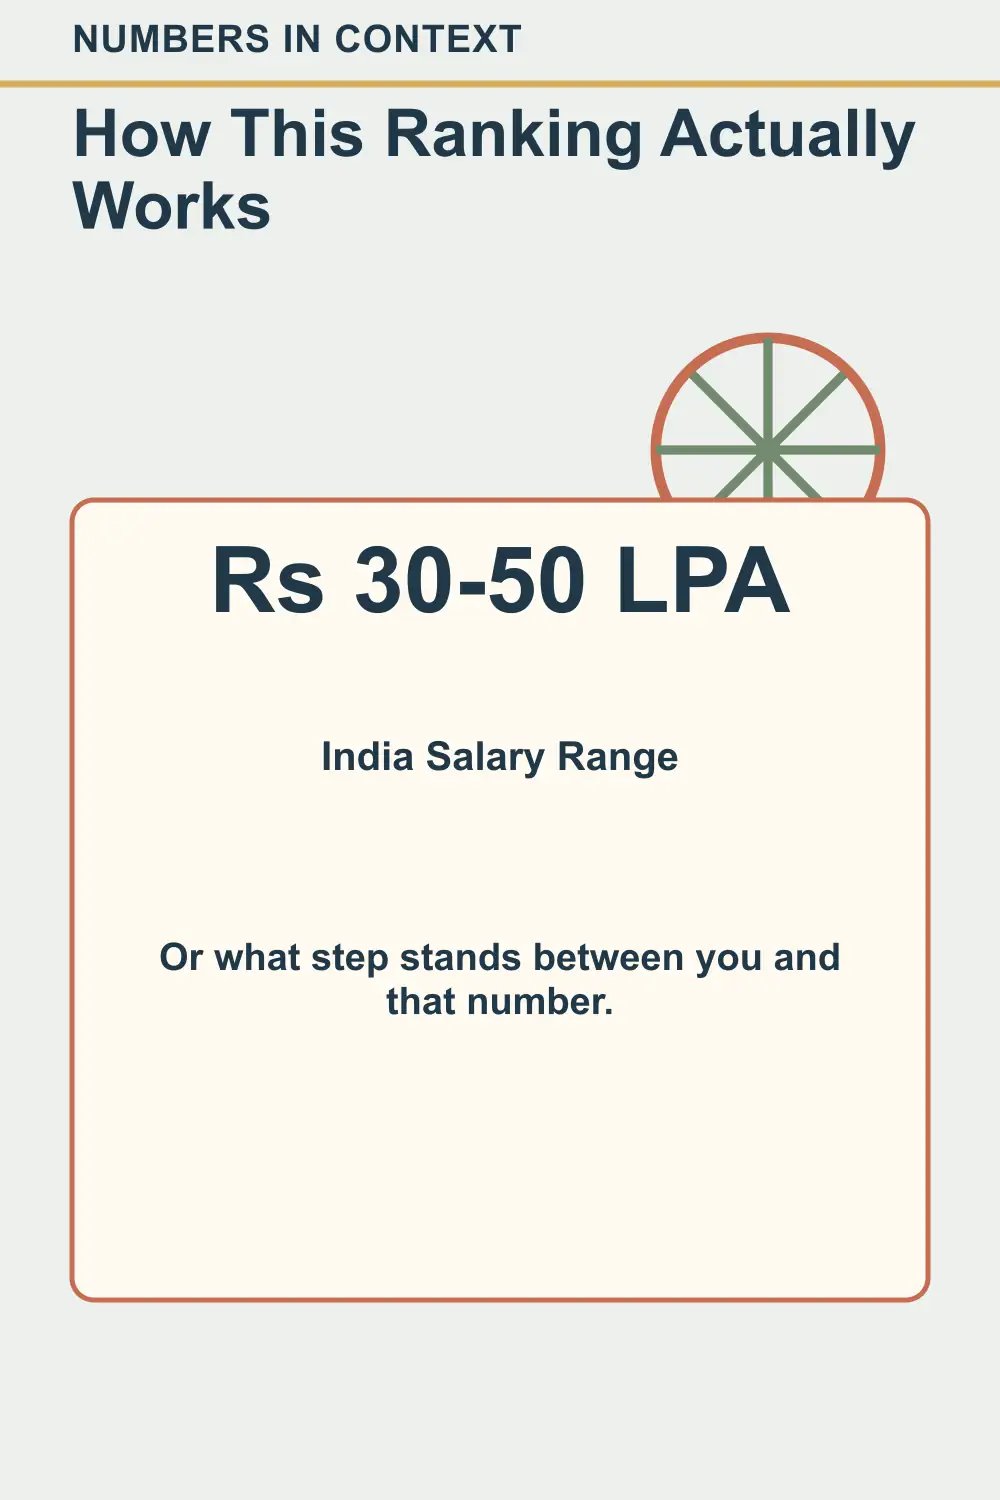 NUMBERS IN CONTEXT
How This Ranking Actually
Works
Rs 30-50 LPA
India Salary Range
Or what step stands between you and
that number.